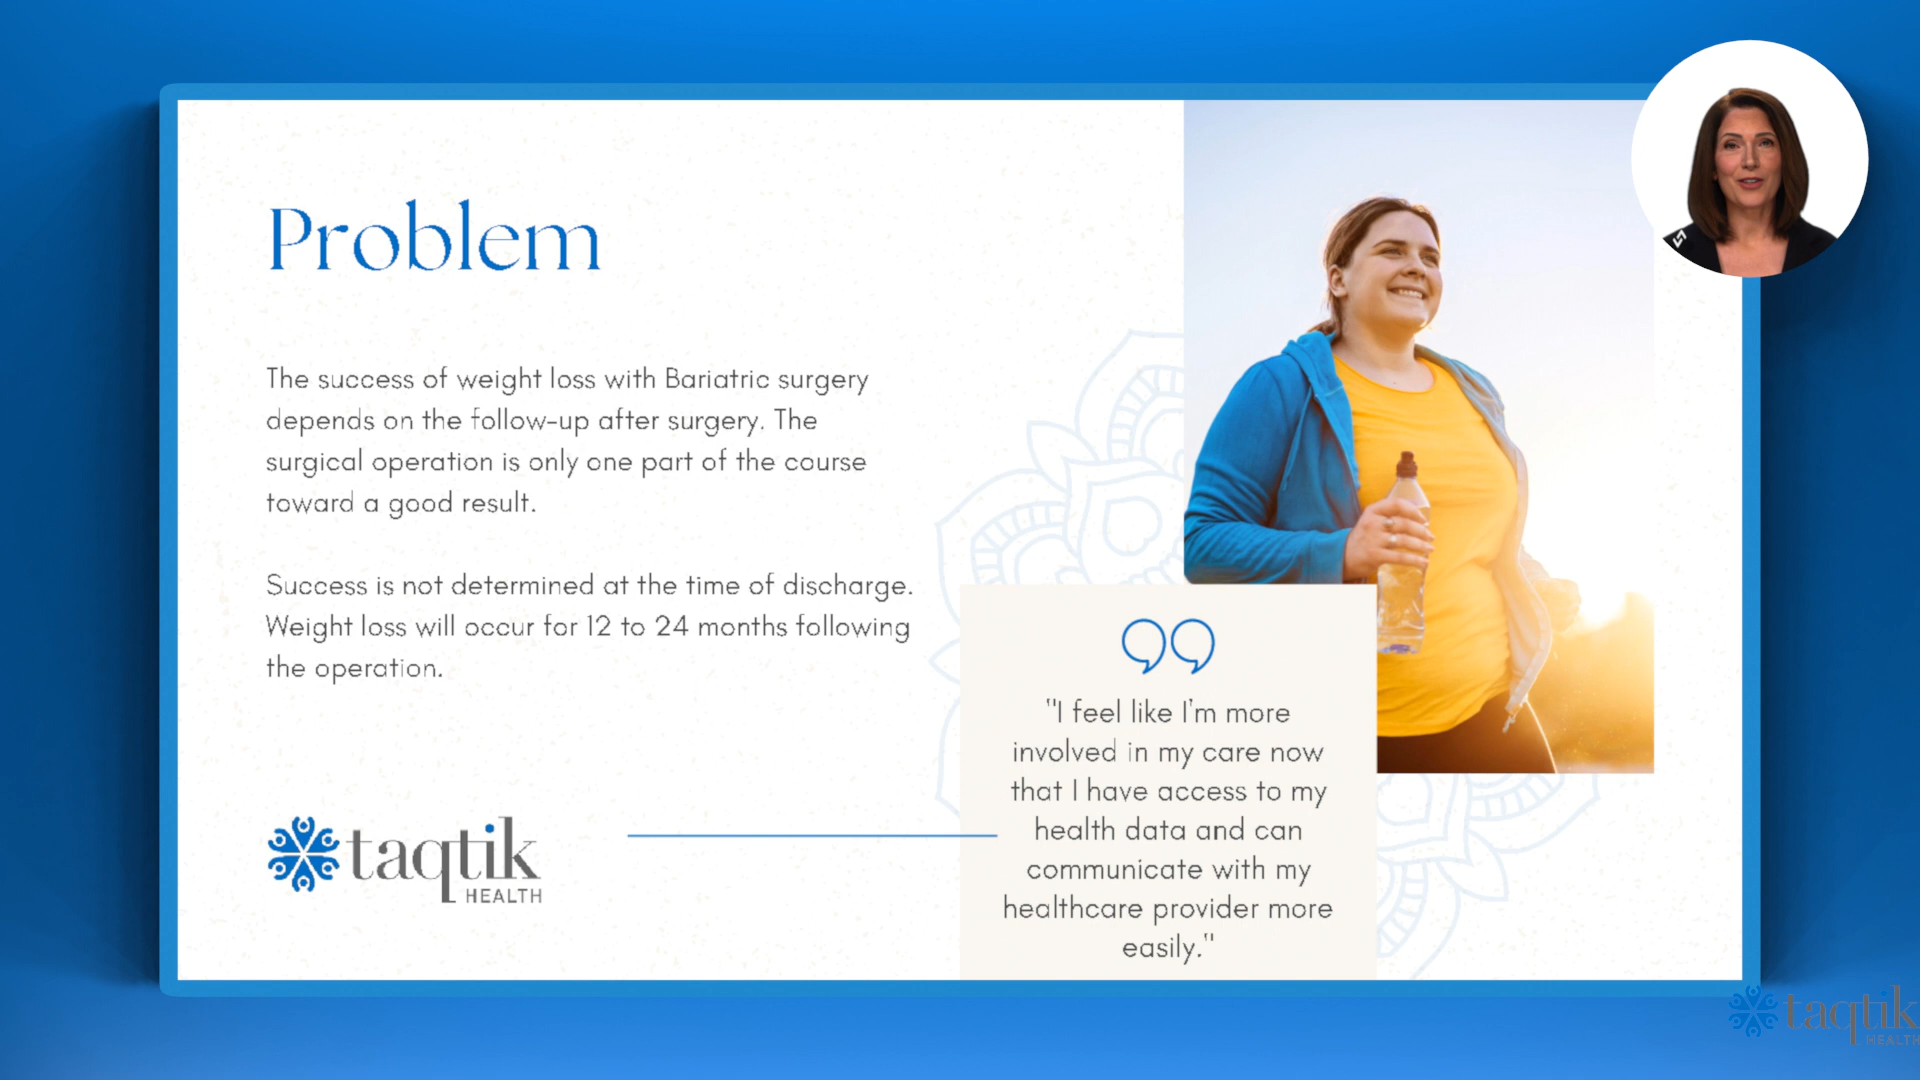 Problem
The success of weight loss with Bariatric surgery
depends on the follow-up after surgery. The
surgical operation is only one part of the course
toward a good result.
Success is not determined at the time of discharge.
Weight loss will occur for 12 to 24 months following
the operation.
"I feel like I'm more
involved in my care now
that I have access to my
health data and can
communicate with my
healthcare provider more
easily."
taqtik
HEALTH
taqtik
HEALTH